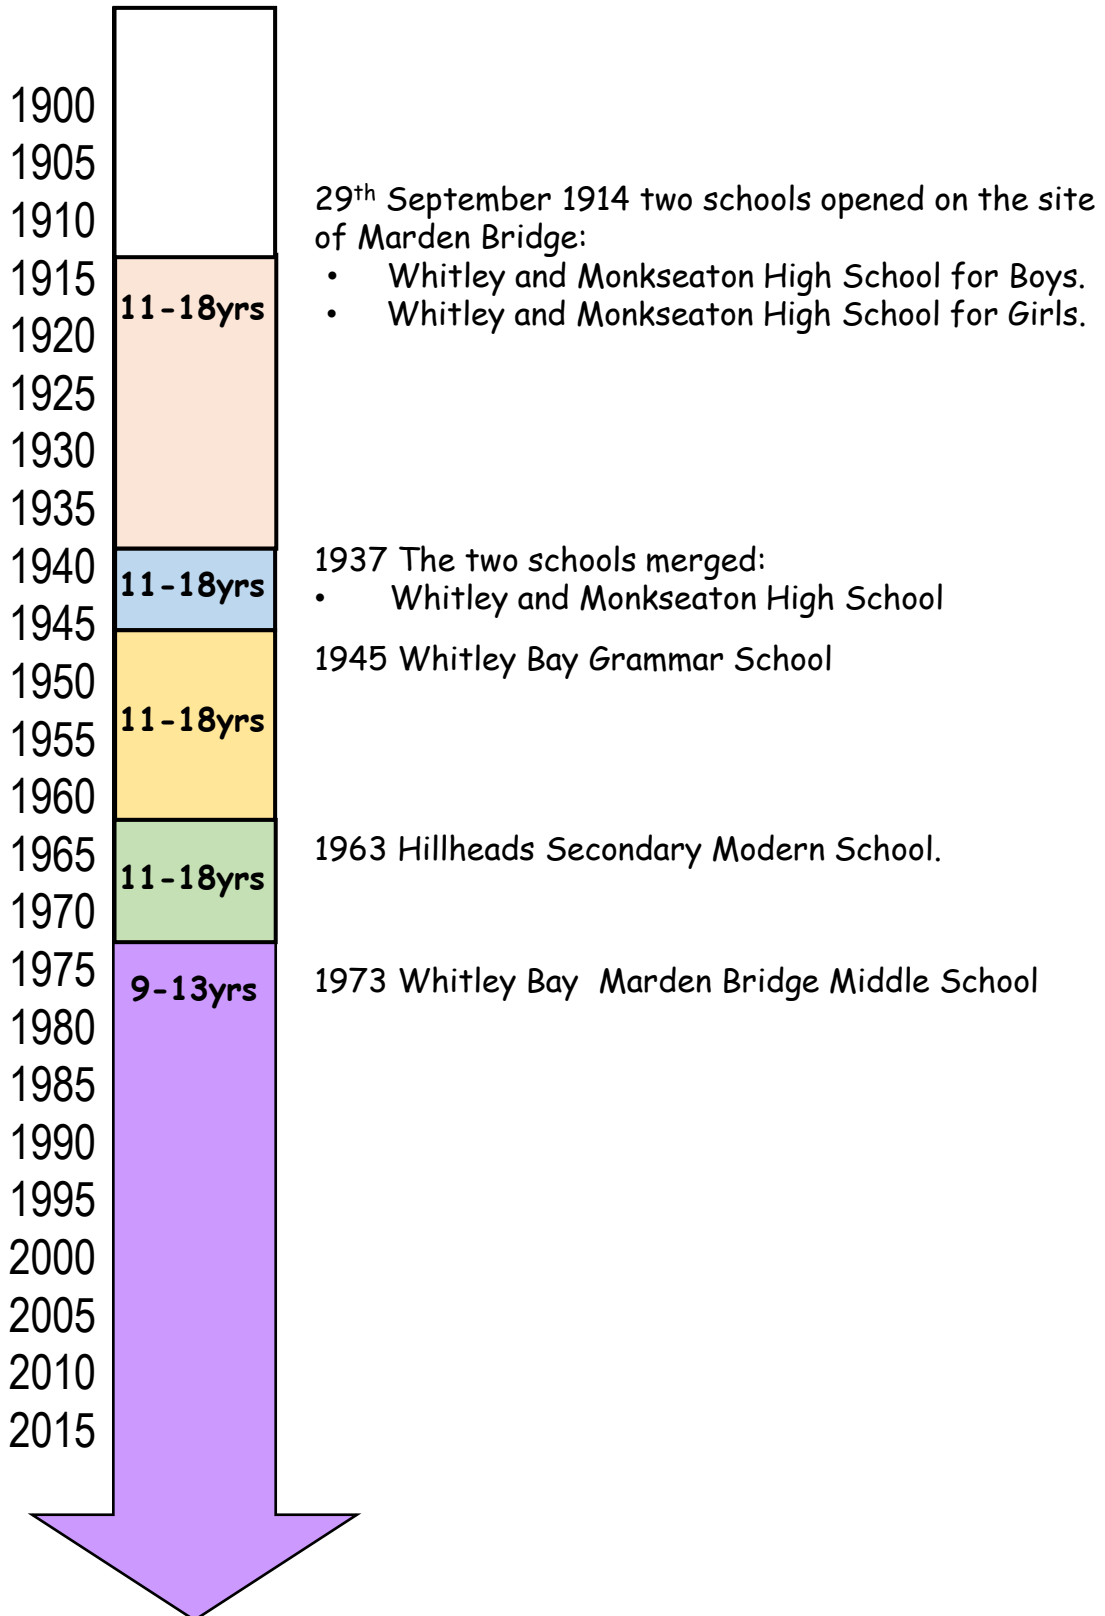 1900
1905
1910
1915
1920
1925
1930
1935
1940
1945
1950
1955
1960
1965
1970
1975
1980
1985
1990
1995
2000
2005
2010
2015
11-18yrs
11-18yrs
11-18yrs
11-18yrs
9-13yrs
29th September 1914 two schools opened on the site
of Marden Bridge:
• Whitley and Monkseaton High School for Boys.
• Whitley and Monkseaton High School for Girls.
1937 The two schools merged:
• Whitley and Monkseaton High School
1945 Whitley Bay Grammar School
1963 Hillheads Secondary Modern School.
1973 Whitley Bay  Marden Bridge Middle School